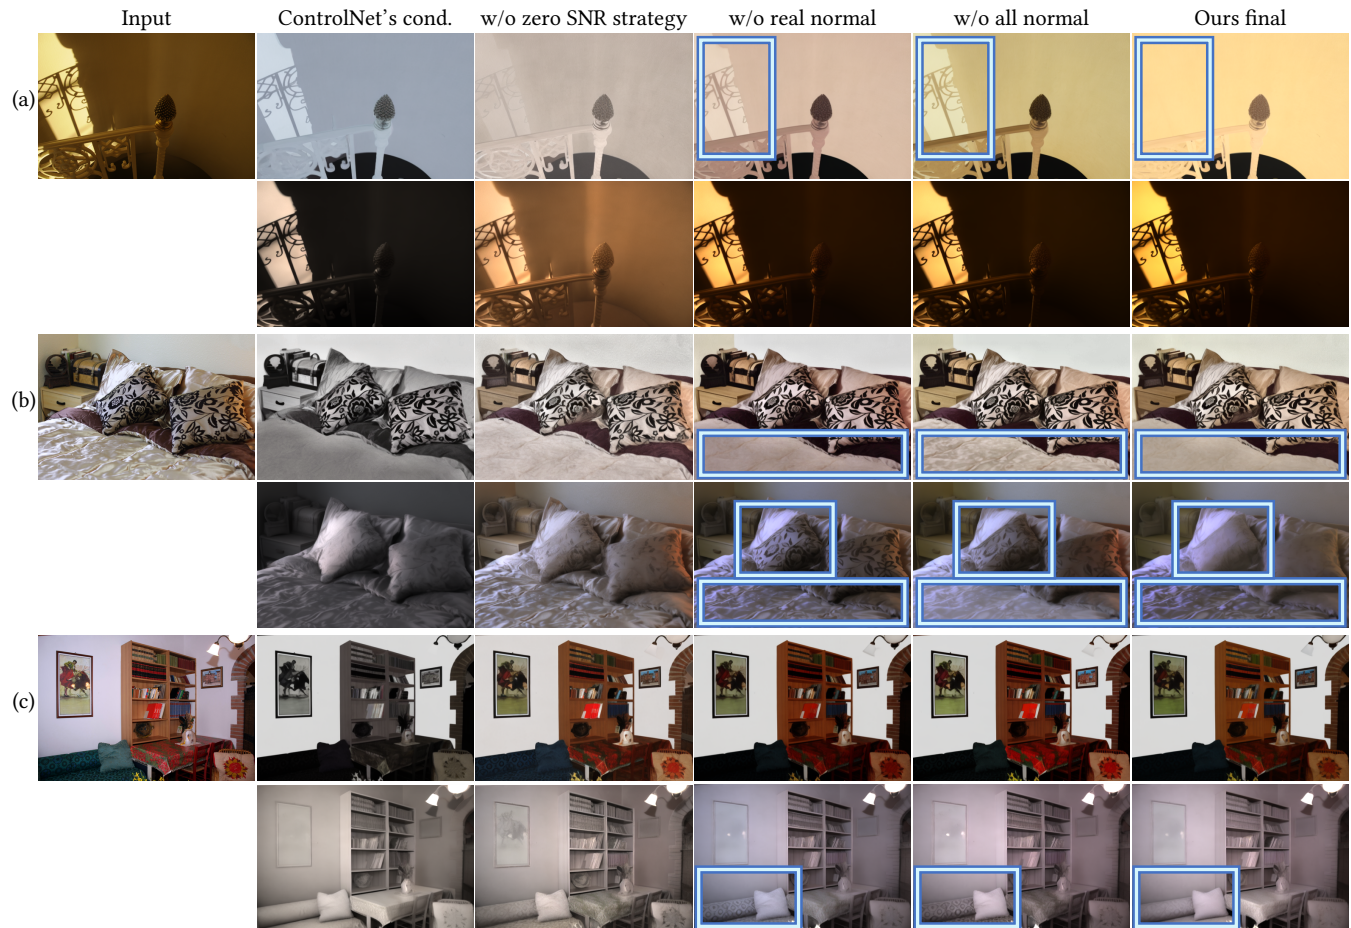 Input ControlNet’s cond. w/o zero SNR strategy w/o real normal w/o all normal Ours final
(a)
(b)
(c)